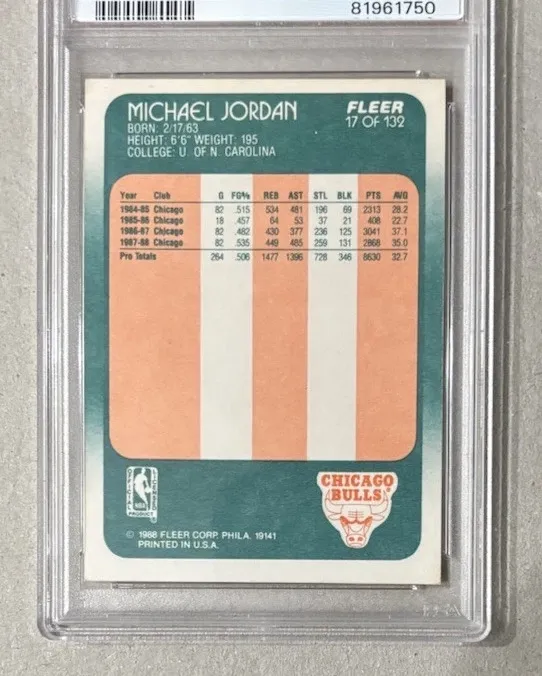 81961750
MICHAEL JORDAN
BORN: 2/17/63
HEIGHT: 6'6" WEIGHT: 195
COLLEGE: U. OF N. CAROLINA
FLEER
17 OF 132
Year Club G FG% REB AST STL BLK PTS AVG
1984-85 Chicago 82 .515 534 481 196 69 2313 28.2
1985-86 Chicago 18 .457 64 53 37 21 408 22.7
1986-87 Chicago 82 .482 430 377 236 125 3041 37.1
1987-88 Chicago 82 .535 449 485 259 131 2868 35.0
Pro Totals 264 .506 1477 1396 728 346 8630 32.7
OFFICIAL LICENSED
NBA
PRODUCT
CHICAGO
BULLS
© 1988 FLEER CORP. PHILA. 19141
PRINTED IN U.S.A.
PSA